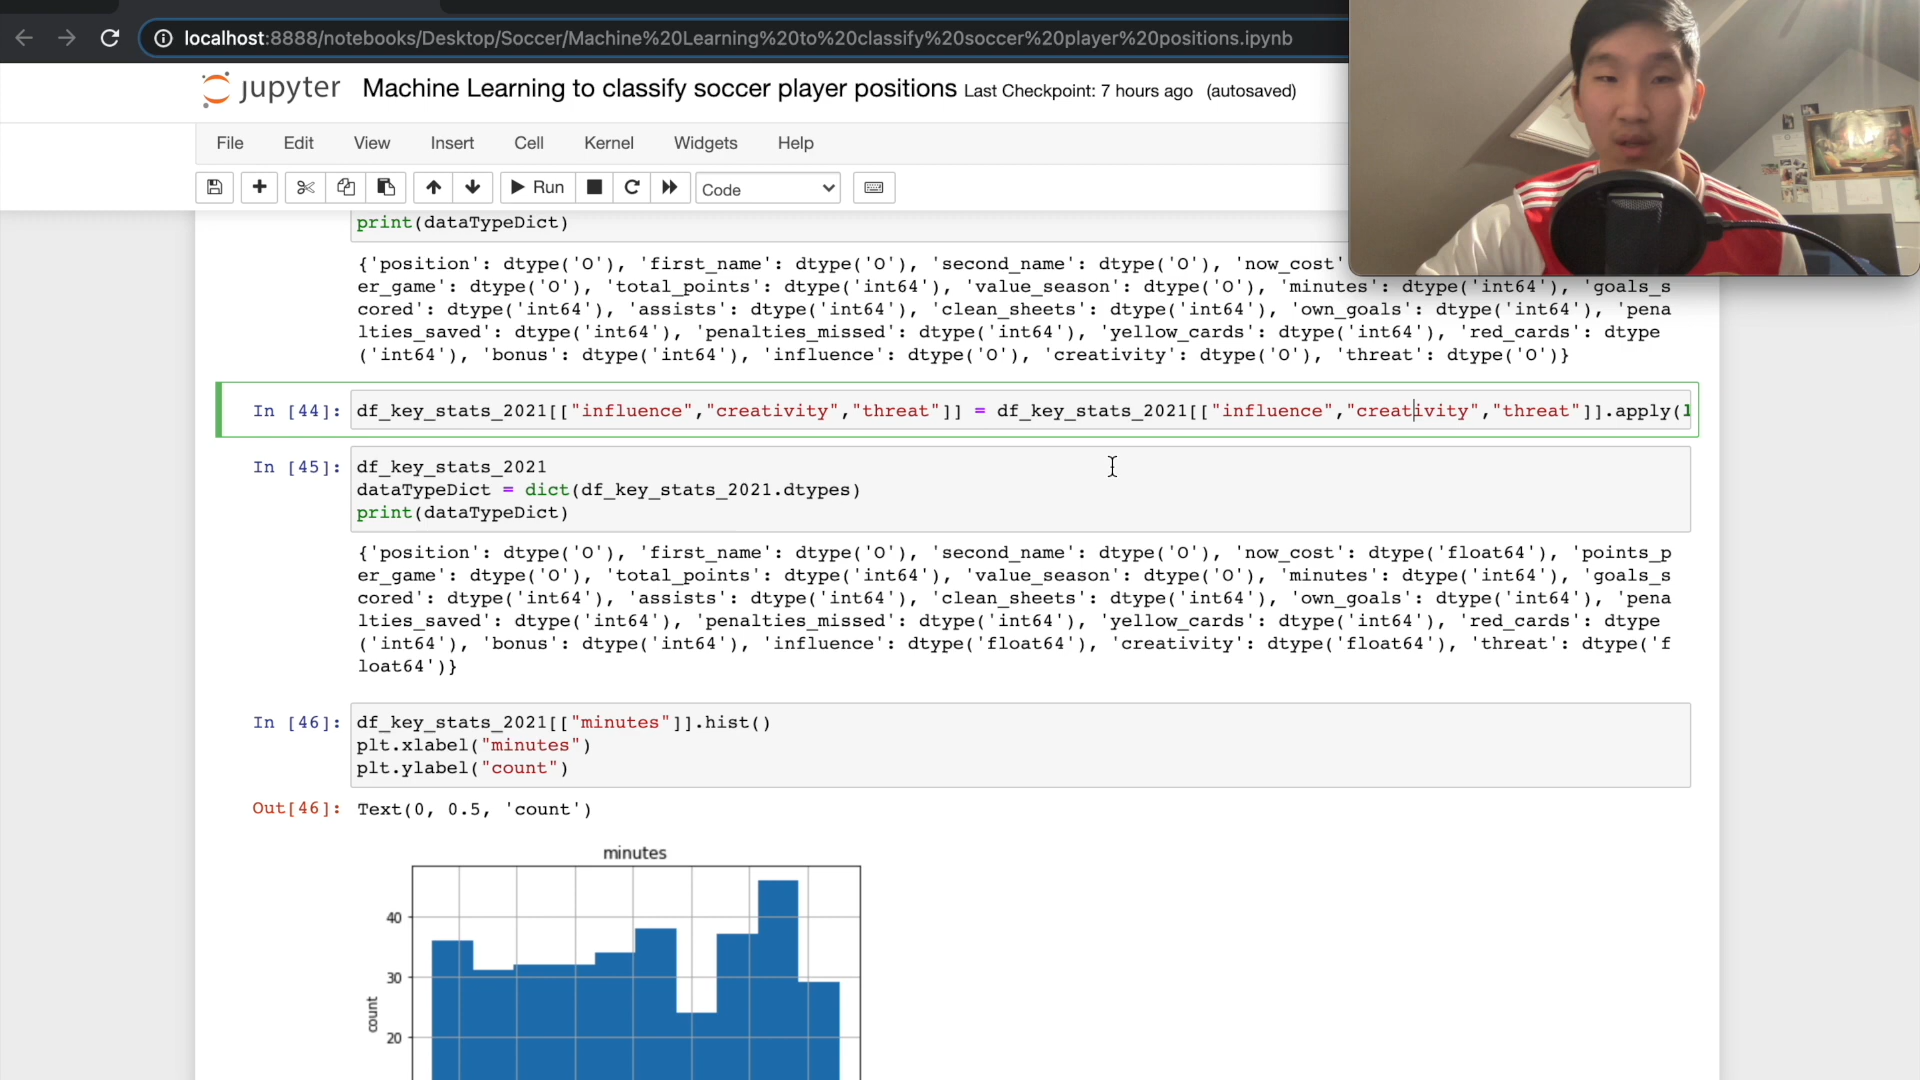 localhost:8888/notebooks/Desktop/Soccer/Machine%20Learning%20to%20classify%20soccer%20player%20positions.ipynb
jupyter Machine Learning to classify soccer player positions Last Checkpoint: 7 hours ago (autosaved)
File Edit View Insert Cell Kernel Widgets Help
Run Code
print(dataTypeDict)
{'position': dtype('O'), 'first_name': dtype('O'), 'second_name': dtype('O'), 'now_cost'
er_game': dtype('O'), 'total_points': dtype('int64'), 'value_season': dtype('O'), 'minutes': dtype('int64'), 'goals_s
cored': dtype('int64'), 'assists': dtype('int64'), 'clean_sheets': dtype('int64'), 'own_goals': dtype('int64'), 'pena
lties_saved': dtype('int64'), 'penalties_missed': dtype('int64'), 'yellow_cards': dtype('int64'), 'red_cards': dtype
('int64'), 'bonus': dtype('int64'), 'influence': dtype('O'), 'creativity': dtype('O'), 'threat': dtype('O')}
In [44]: df_key_stats_2021[["influence","creativity","threat"]] = df_key_stats_2021[["influence","creativity","threat"]].apply(l
In [45]: df_key_stats_2021
dataTypeDict = dict(df_key_stats_2021.dtypes)
print(dataTypeDict)
{'position': dtype('O'), 'first_name': dtype('O'), 'second_name': dtype('O'), 'now_cost': dtype('float64'), 'points_p
er_game': dtype('O'), 'total_points': dtype('int64'), 'value_season': dtype('O'), 'minutes': dtype('int64'), 'goals_s
cored': dtype('int64'), 'assists': dtype('int64'), 'clean_sheets': dtype('int64'), 'own_goals': dtype('int64'), 'pena
lties_saved': dtype('int64'), 'penalties_missed': dtype('int64'), 'yellow_cards': dtype('int64'), 'red_cards': dtype
('int64'), 'bonus': dtype('int64'), 'influence': dtype('float64'), 'creativity': dtype('float64'), 'threat': dtype('f
loat64')}
In [46]: df_key_stats_2021[["minutes"]].hist()
plt.xlabel("minutes")
plt.ylabel("count")
Out[46]: Text(0, 0.5, 'count')
minutes
40
30
count
20